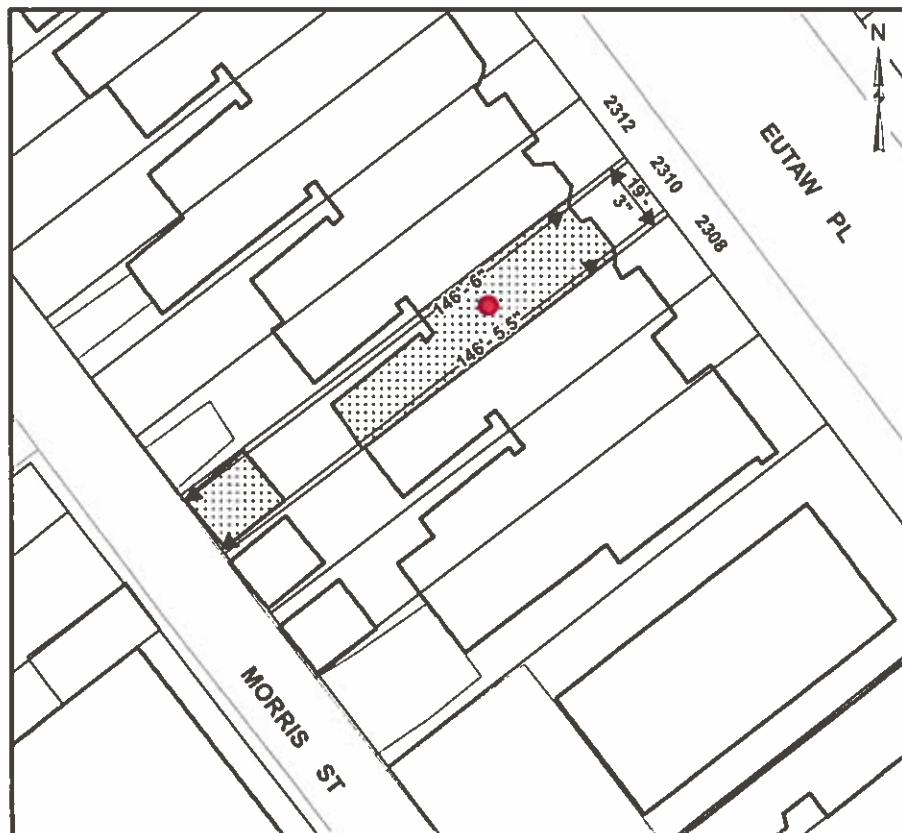 N
EUTAW PL
2312
2310
2308
19'-
3"
146'- 6"
146'- 5.5"
MORRIS ST